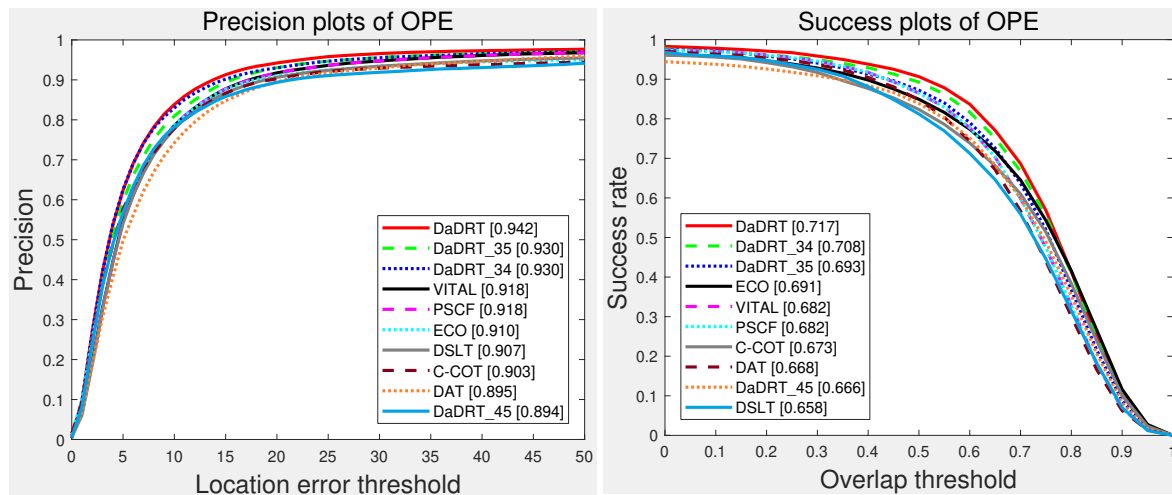 Precision plots of OPE
1
0.9
0.8
0.7
0.6
0.5
0.4
0.3
0.2
0.1
0
Precision
DaDRT [0.942]
DaDRT_35 [0.930]
DaDRT_34 [0.930]
VITAL [0.918]
PSCF [0.918]
ECO [0.910]
DSLT [0.907]
C-COT [0.903]
DAT [0.895]
DaDRT_45 [0.894]
0 5 10 15 20 25 30 35 40 45 50
Location error threshold
Success plots of OPE
1
0.9
0.8
0.7
0.6
0.5
0.4
0.3
0.2
0.1
0
Success rate
DaDRT [0.717]
DaDRT_34 [0.708]
DaDRT_35 [0.693]
ECO [0.691]
VITAL [0.682]
PSCF [0.682]
C-COT [0.673]
DAT [0.668]
DaDRT_45 [0.666]
DSLT [0.658]
0 0.1 0.2 0.3 0.4 0.5 0.6 0.7 0.8 0.9 1
Overlap threshold